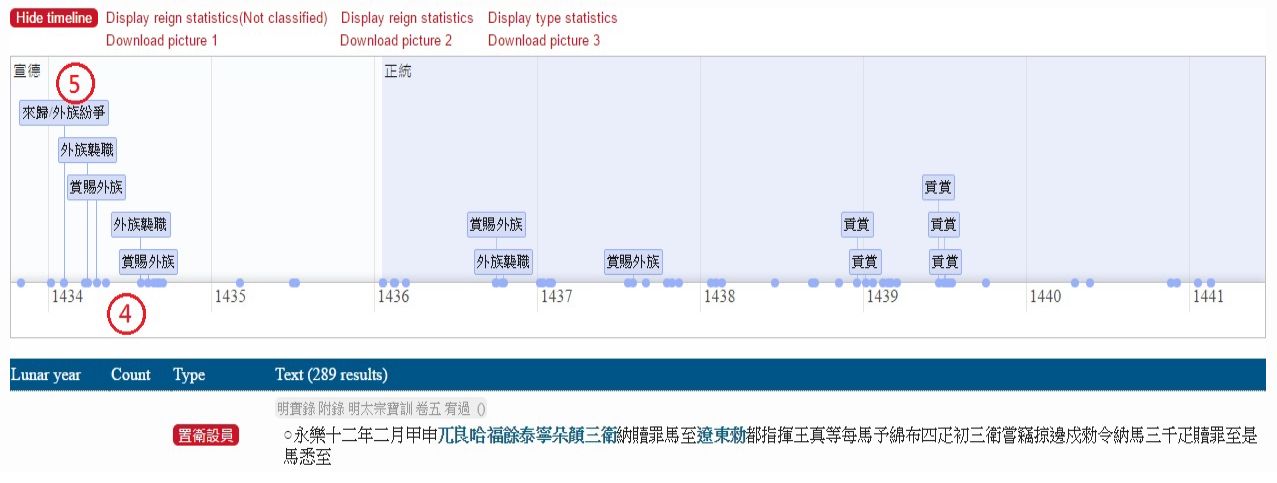 Hide timeline Display reign statistics(Not classified) Display reign statistics Display type statistics
Download picture 1 Download picture 2 Download picture 3
宣德 正統
5
來歸/外族紛爭
外族襲職
賞賜外族 貢賞
外族襲職 賞賜外族 貢賞 貢賞
賞賜外族 外族襲職 賞賜外族 貢賞 貢賞
1434 1435 1436 1437 1438 1439 1440 1441
4
Lunar year Count Type Text (289 results)
明實錄 附錄 明太宗寶訓 卷五 宥過 ()
置衛設員 ○永樂十二年二月甲申兀良哈福餘泰寧朵顏三衛納贖罪馬至遼東勑都指揮王真等每馬予綿布四疋初三衛嘗竊掠邊戍勑令納馬三千疋贖罪至是
馬悉至